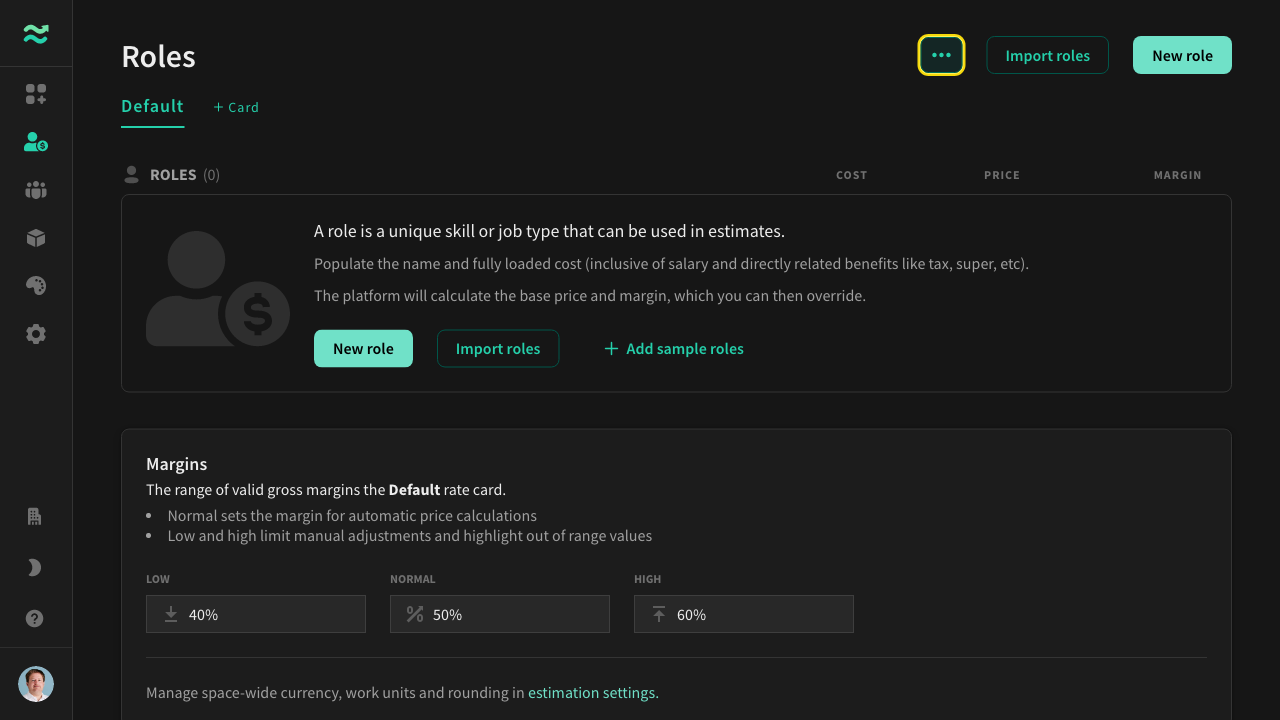 Roles
Import roles
New role
Default
+ Card
ROLES (0)
COST
PRICE
MARGIN
A role is a unique skill or job type that can be used in estimates.
Populate the name and fully loaded cost (inclusive of salary and directly related benefits like tax, super, etc).
The platform will calculate the base price and margin, which you can then override.
New role
Import roles
+ Add sample roles
Margins
The range of valid gross margins the Default rate card.
• Normal sets the margin for automatic price calculations
• Low and high limit manual adjustments and highlight out of range values
LOW
NORMAL
HIGH
40%
50%
60%
Manage space-wide currency, work units and rounding in estimation settings.